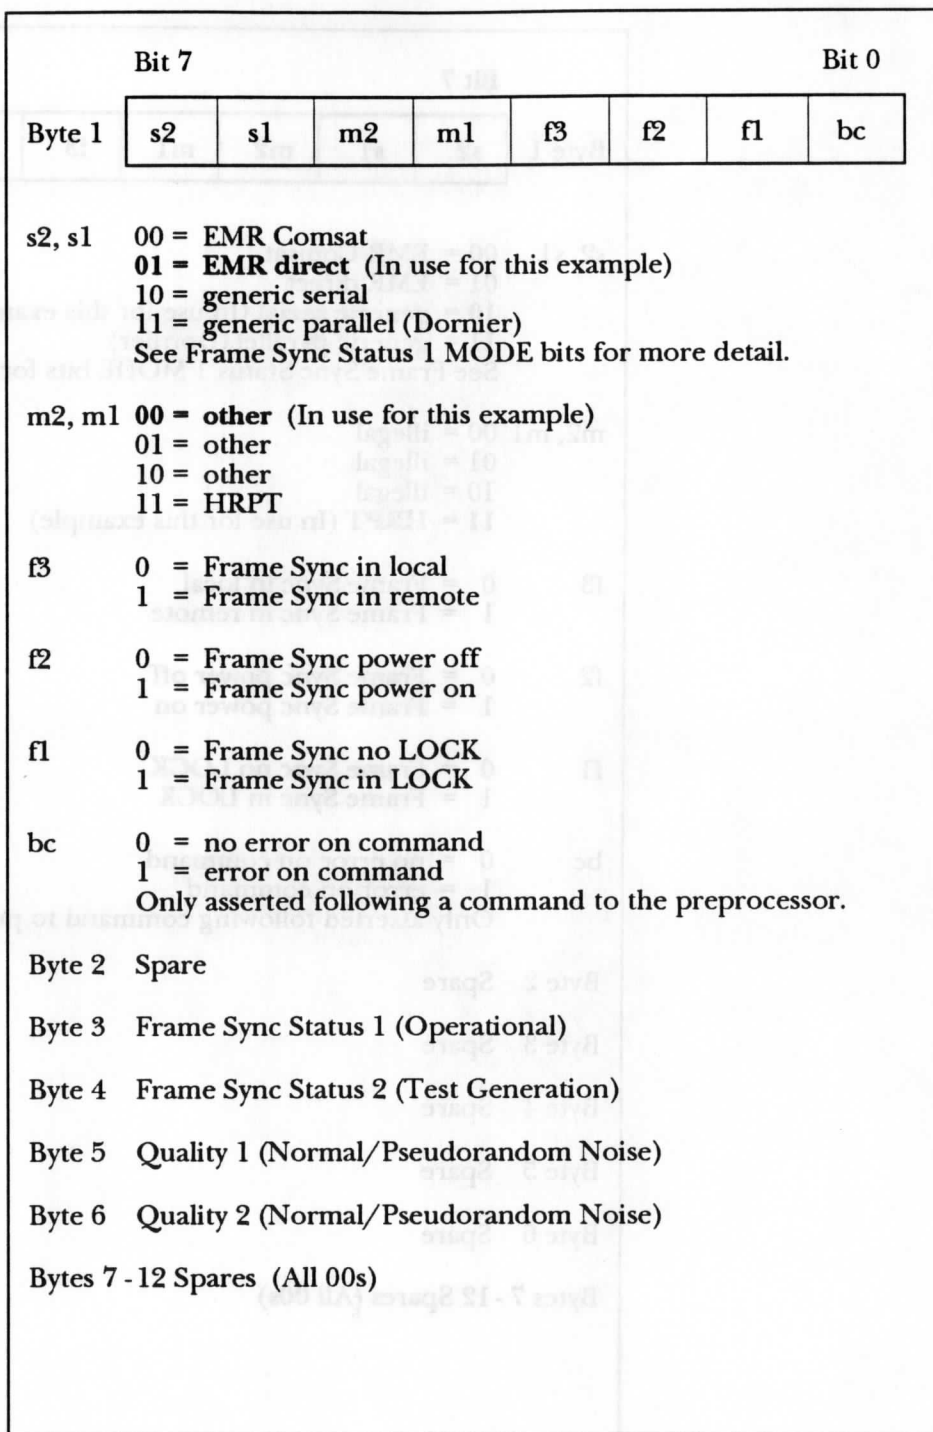 Bit 7 Bit 0
Byte 1 s2 s1 m2 m1 f3 f2 f1 bc
s2, s1 00 = EMR Comsat
01 = EMR direct (In use for this example)
10 = generic serial
11 = generic parallel (Dornier)
See Frame Sync Status 1 MODE bits for more detail.
m2, m1 00 = other (In use for this example)
01 = other
10 = other
11 = HRPT
f3 0 = Frame Sync in local
1 = Frame Sync in remote
f2 0 = Frame Sync power off
1 = Frame Sync power on
f1 0 = Frame Sync no LOCK
1 = Frame Sync in LOCK
bc 0 = no error on command
1 = error on command
Only asserted following a command to the preprocessor.
Byte 2 Spare
Byte 3 Frame Sync Status 1 (Operational)
Byte 4 Frame Sync Status 2 (Test Generation)
Byte 5 Quality 1 (Normal/Pseudorandom Noise)
Byte 6 Quality 2 (Normal/Pseudorandom Noise)
Bytes 7 - 12 Spares (All 00s)